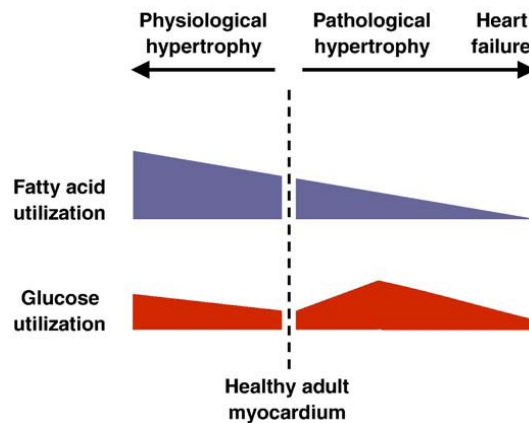 Physiological
hypertrophy
Pathological
hypertrophy
Heart
failure
Fatty acid
utilization
Glucose
utilization
Healthy adult
myocardium